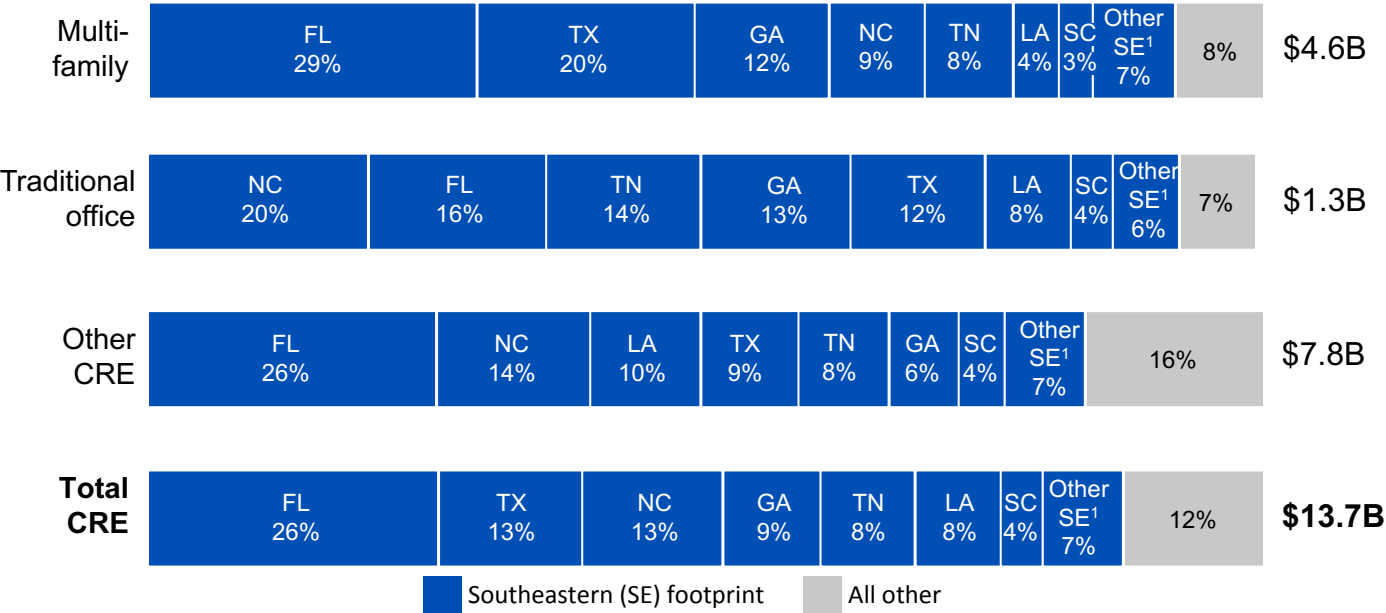 Multi-
family
FL
29%
TX
20%
GA
12%
NC
9%
TN
8%
LA
4%
SC
3%
Other
SE¹
7%
8%
$4.6B
Traditional
office
NC
20%
FL
16%
TN
14%
GA
13%
TX
12%
LA
8%
SC
4%
Other
SE¹
6%
7%
$1.3B
Other
CRE
FL
26%
NC
14%
LA
10%
TX
9%
TN
8%
GA
6%
SC
4%
Other
SE¹
7%
16%
$7.8B
Total
CRE
FL
26%
TX
13%
NC
13%
GA
9%
TN
8%
LA
8%
SC
4%
Other
SE¹
7%
12%
$13.7B
Southeastern (SE) footprint
All other